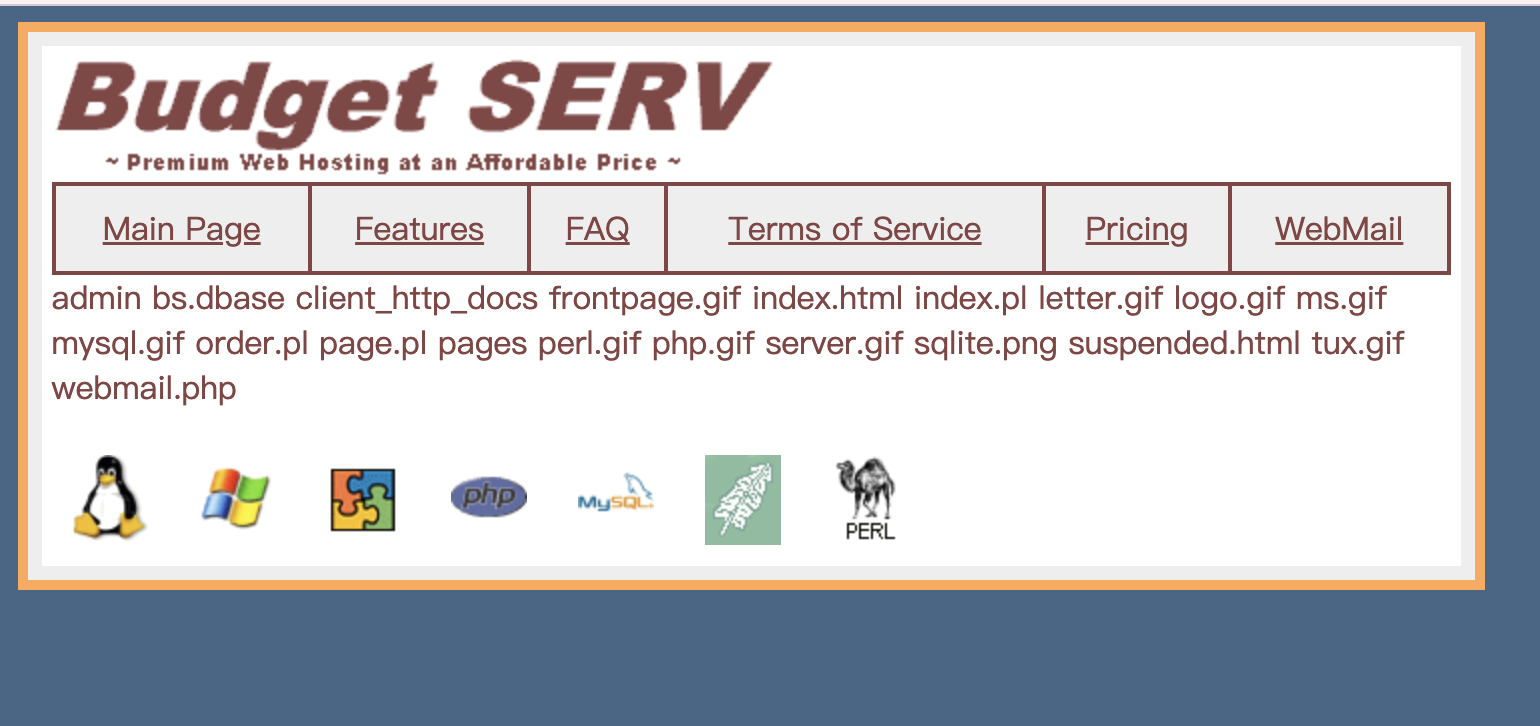 Budget SERV
~ Premium Web Hosting at an Affordable Price ~
Main Page Features FAQ Terms of Service Pricing WebMail
admin bs.dbase client_http_docs frontpage.gif index.html index.pl letter.gif logo.gif ms.gif
mysql.gif order.pl page.pl pages perl.gif php.gif server.gif sqlite.png suspended.html tux.gif
webmail.php
php MySQL.
PERL